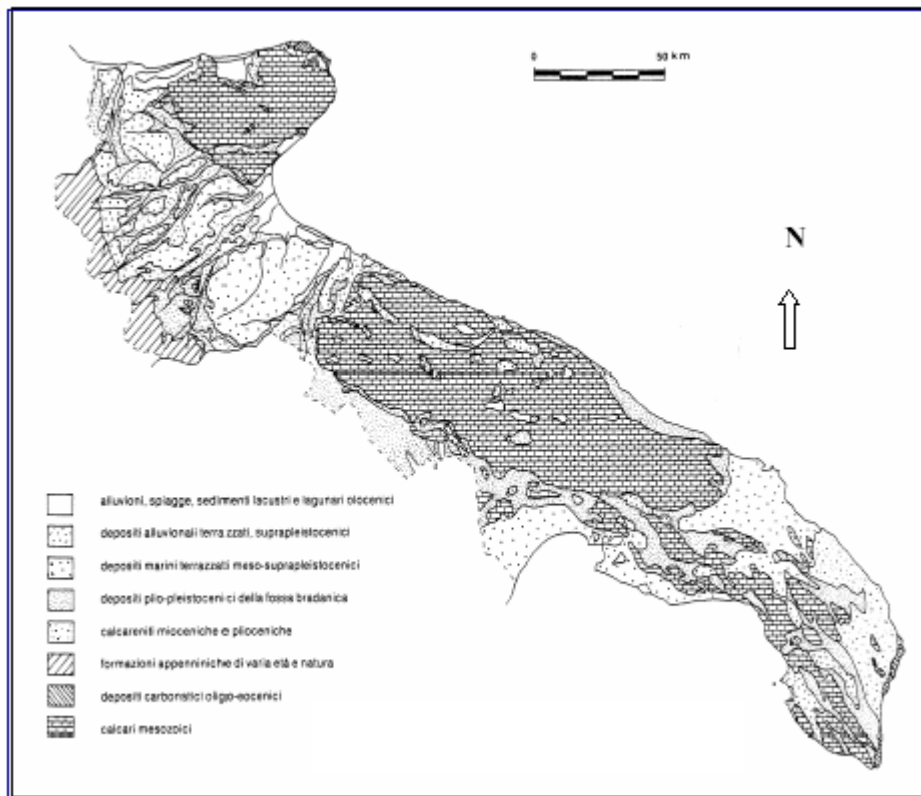 0 50 km
N
alluvioni, spiagge, sedimenti lacustri e lagunari olocenici
depositi alluvionali terrazzati, suprapleistocenici
depositi marini terrazzati meso-suprapleistocenici
depositi plio-pleistocenici della fossa bradanica
calcareniti mioceniche e plioceniche
formazioni appenniniche di varia età e natura
depositi carbonatici oligo-eocenici
calcari mesozoici